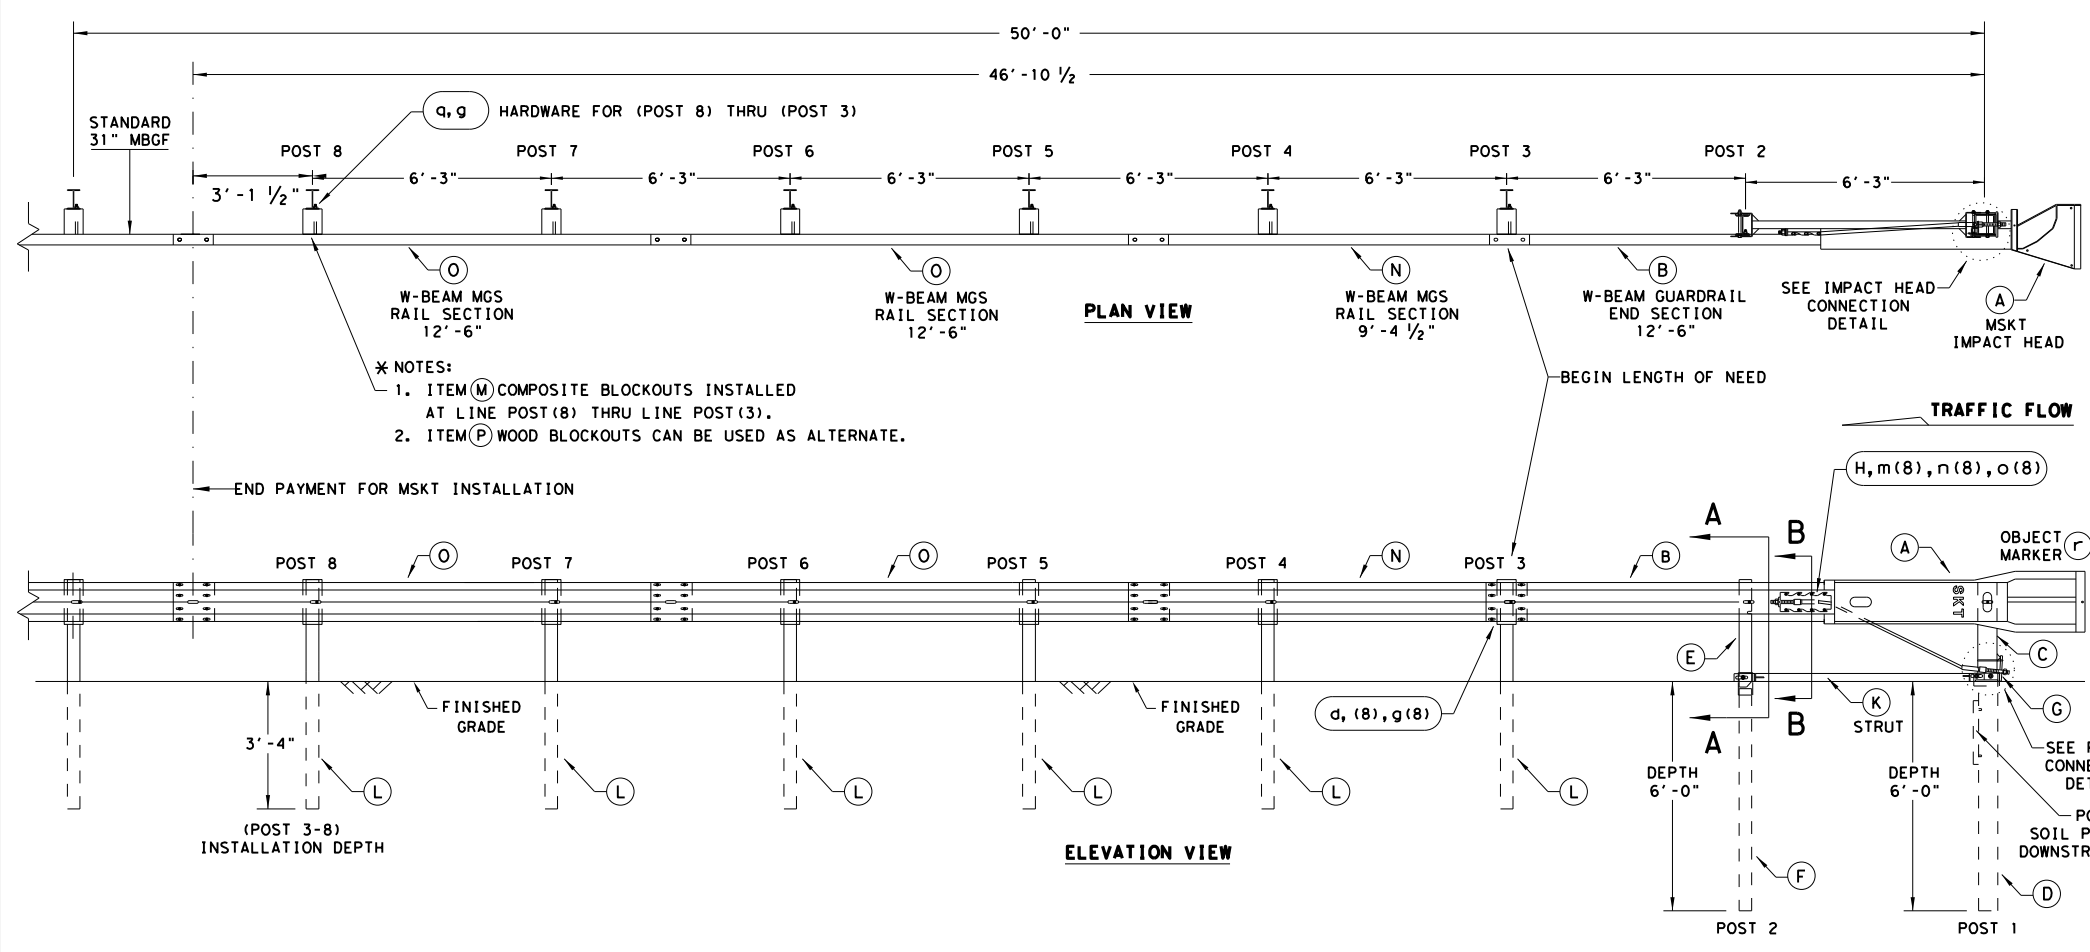 50'-0"
46'-10 ½
STANDARD
31" MBGF
q,g HARDWARE FOR (POST 8) THRU (POST 3)
POST 8
POST 7
POST 6
POST 5
POST 4
POST 3
POST 2
3'-1 ½"
6'-3"
6'-3"
6'-3"
6'-3"
6'-3"
6'-3"
6'-3"
O
W-BEAM MGS
RAIL SECTION
12'-6"
O
W-BEAM MGS
RAIL SECTION
12'-6"
PLAN VIEW
N
W-BEAM MGS
RAIL SECTION
9'-4 ½"
B
W-BEAM GUARDRAIL
END SECTION
12'-6"
SEE IMPACT HEAD
CONNECTION
DETAIL
A
MSKT
IMPACT HEAD
* NOTES:
1. ITEM M COMPOSITE BLOCKOUTS INSTALLED
AT LINE POST(8) THRU LINE POST(3).
2. ITEM P WOOD BLOCKOUTS CAN BE USED AS ALTERNATE.
BEGIN LENGTH OF NEED
TRAFFIC FLOW
END PAYMENT FOR MSKT INSTALLATION
H,m(8),n(8),o(8)
POST 8
O
POST 7
POST 6
O
POST 5
POST 4
N
POST 3
B
A
B
A
OBJECT
MARKER r
SKT
E
C
FINISHED
GRADE
FINISHED
GRADE
d, (8),g(8)
A
B
K
STRUT
G
3'-4"
L
L
L
L
L
L
(POST 3-8)
INSTALLATION DEPTH
DEPTH
6'-0"
DEPTH
6'-0"
SEE
DET
SOIL
ELEVATION VIEW
F
D
POST 2
POST 1